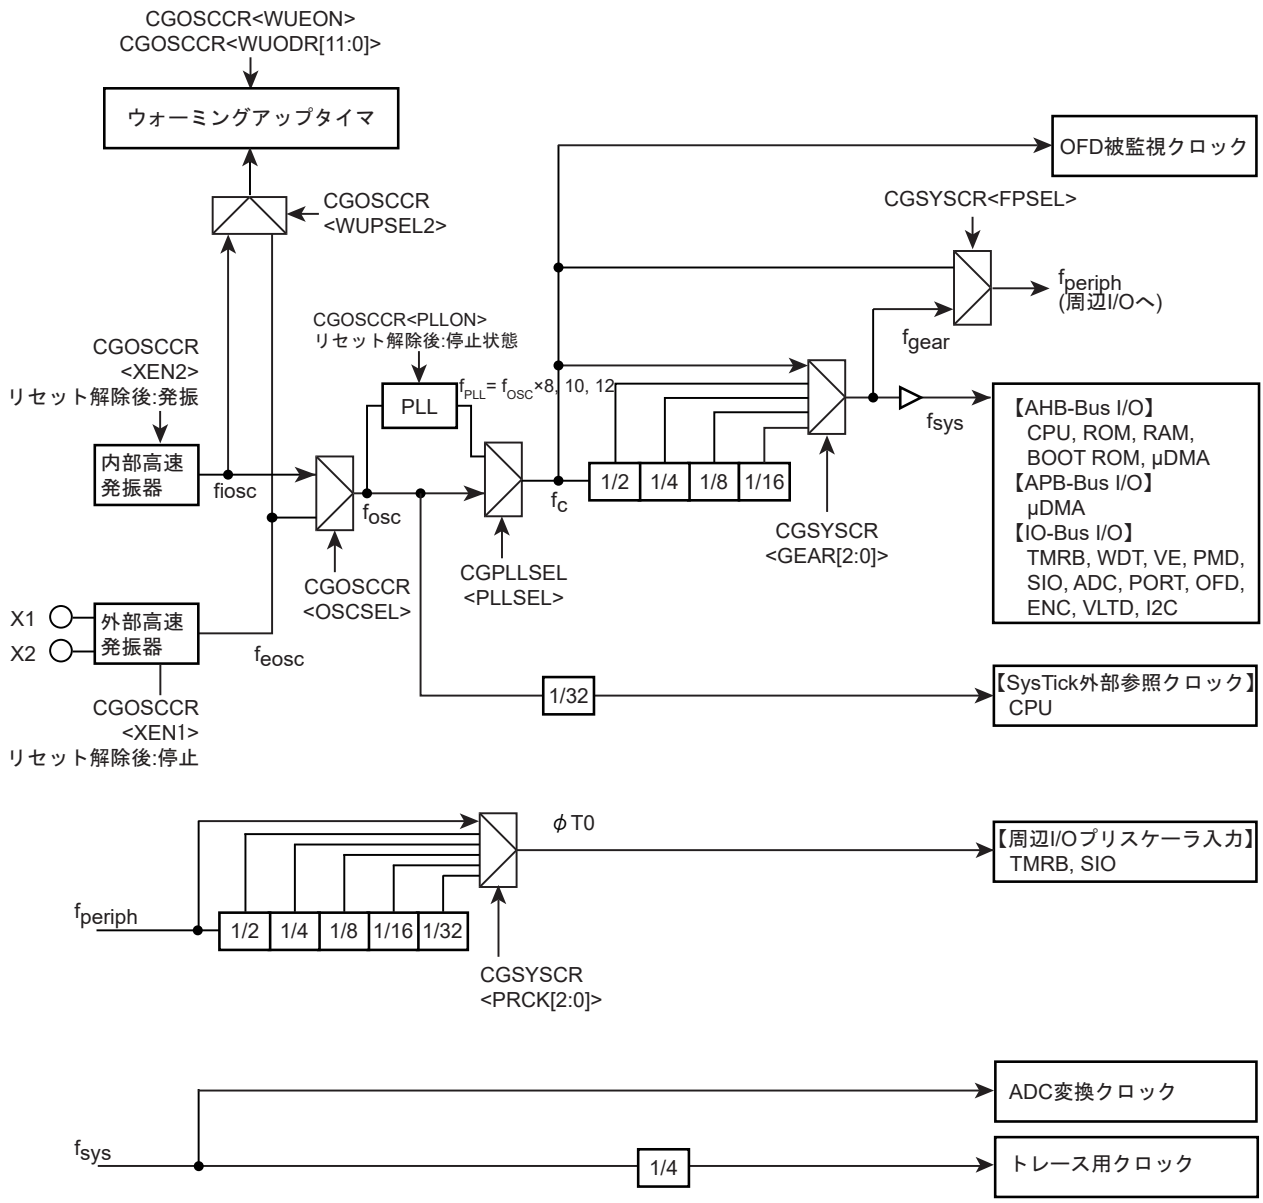 CGOSCCR<WUEON>
CGOSCCR<WUODR[11:0]>
ウォーミングアップタイマ
CGOSCCR
<WUPSEL2>
OFD被監視クロック
CGSYSCR<FPSEL>
fperiph
(周辺I/Oへ)
CGOSCCR<PLLON>
リセット解除後:停止状態
fgear
CGOSCCR
<XEN2>
リセット解除後:発振
PLL
fPLL= fOSC×8, 10, 12
fsys
【AHB-Bus I/O】
CPU, ROM, RAM,
BOOT ROM, µDMA
【APB-Bus I/O】
µDMA
【IO-Bus I/O】
TMRB, WDT, VE, PMD,
SIO, ADC, PORT, OFD,
ENC, VLTD, I2C
内部高速
発振器
fiosc
fosc
fc
1/2
1/4
1/8
1/16
CGSYSCR
<GEAR[2:0]>
CGOSCCR
<OSCSEL>
CGPLLSEL
<PLLSEL>
X1
X2
外部高速
発振器
feosc
CGOSCCR
<XEN1>
リセット解除後:停止
1/32
【SysTick外部参照クロック】
CPU
ϕT0
【周辺I/Oプリスケーラ入力】
TMRB, SIO
fperiph
1/2
1/4
1/8
1/16
1/32
CGSYSCR
<PRCK[2:0]>
ADC変換クロック
fsys
1/4
トレース用クロック